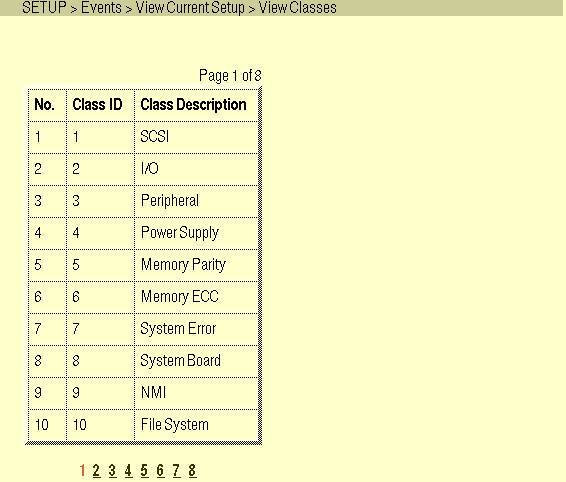 SETUP > Events > View Current Setup > View Classes
Page 1 of 8
No. Class ID Class Description
1 1 SCSI
2 2 I/O
3 3 Peripheral
4 4 Power Supply
5 5 Memory Parity
6 6 Memory ECC
7 7 System Error
8 8 System Board
9 9 NMI
10 10 File System
1 2 3 4 5 6 7 8